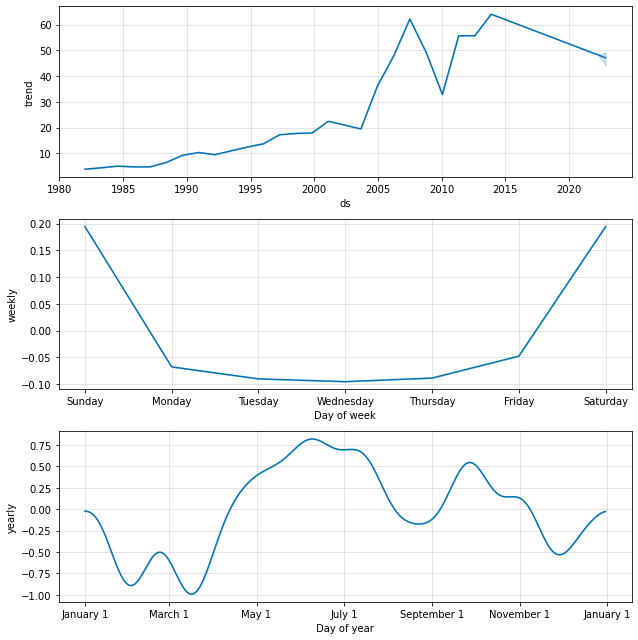 60
50
40
30
20
10
trend
1980 1985 1990 1995 2000 2005 2010 2015 2020
ds
0.20
0.15
0.10
0.05
0.00
−0.05
−0.10
weekly
Sunday Monday Tuesday Wednesday Thursday Friday Saturday
Day of week
0.75
0.50
0.25
0.00
−0.25
−0.50
−0.75
−1.00
yearly
January 1 March 1 May 1 July 1 September 1 November 1 January 1
Day of year